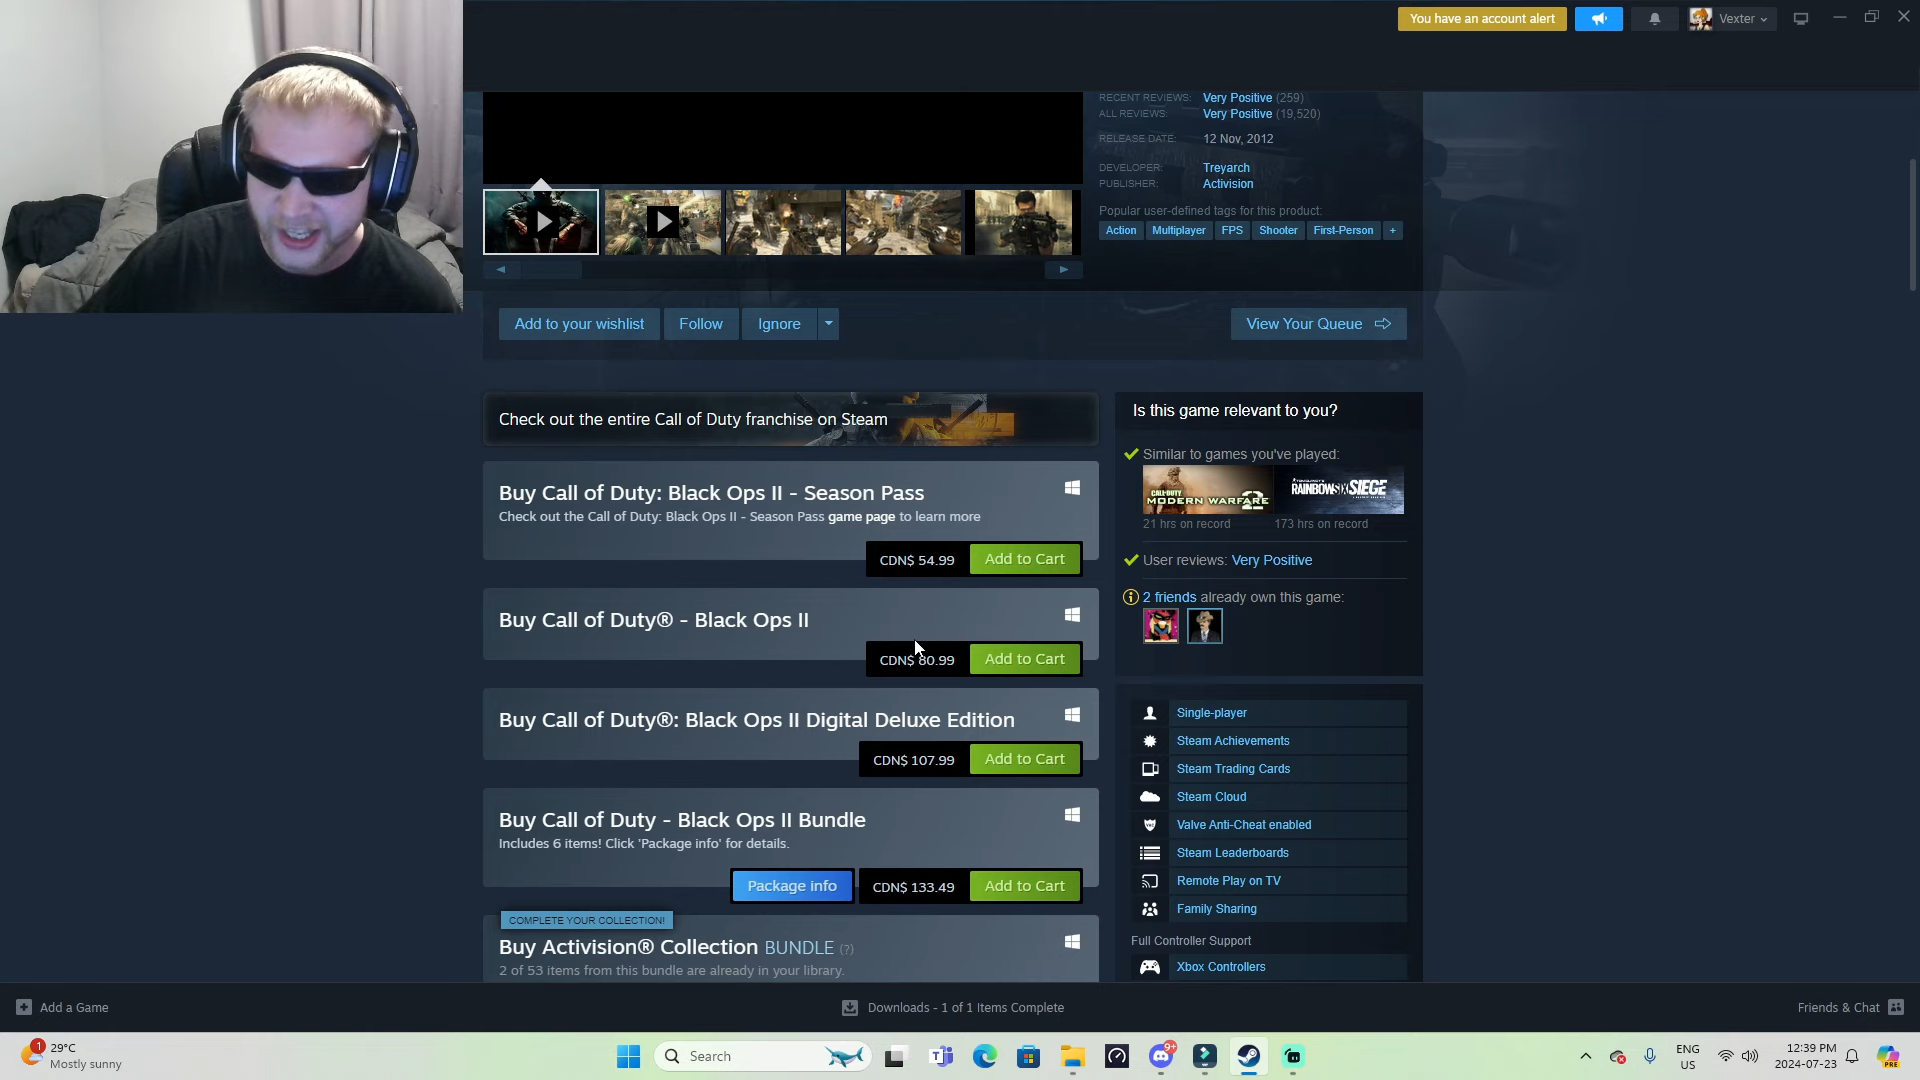 You have an account alert
Vexter
RECENT REVIEWS: Very Positive (259)
ALL REVIEWS: Very Positive (19,520)
RELEASE DATE: 12 Nov, 2012
DEVELOPER: Treyarch
PUBLISHER: Activision
Popular user-defined tags for this product:
Action Multiplayer FPS Shooter First-Person +
Add to your wishlist Follow Ignore View Your Queue
Check out the entire Call of Duty franchise on Steam
Is this game relevant to you?
Similar to games you've played:
CALL OF DUTY
MODERN WARFARE 2
RAINBOW SIX SIEGE
21 hrs on record 173 hrs on record
User reviews: Very Positive
2 friends already own this game:
Buy Call of Duty: Black Ops II - Season Pass
Check out the Call of Duty: Black Ops II - Season Pass game page to learn more
CDN$ 54.99 Add to Cart
Buy Call of Duty® - Black Ops II
CDN$ 80.99 Add to Cart
Buy Call of Duty®: Black Ops II Digital Deluxe Edition
CDN$ 107.99 Add to Cart
Buy Call of Duty - Black Ops II Bundle
Includes 6 items! Click 'Package info' for details.
Package info CDN$ 133.49 Add to Cart
COMPLETE YOUR COLLECTION!
Buy Activision® Collection BUNDLE (?)
2 of 53 items from this bundle are already in your library.
Single-player
Steam Achievements
Steam Trading Cards
Steam Cloud
Valve Anti-Cheat enabled
Steam Leaderboards
Remote Play on TV
Family Sharing
Full Controller Support
Xbox Controllers
Add a Game Downloads - 1 of 1 Items Complete Friends & Chat
1
29°C
Mostly sunny
Search
9+
ENG
US
12:39 PM
2024-07-23
PRE